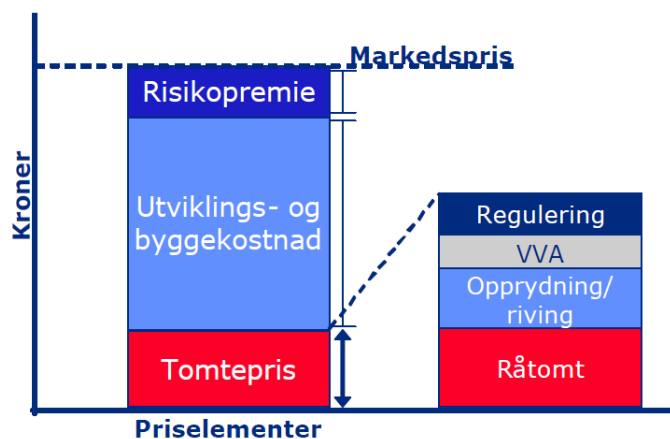 Markedspris
Risikopremie
Utviklings- og
byggekostnad
Tomtepris
Kroner
Priselementer
Regulering
VVA
Opprydning/
riving
Råtomt